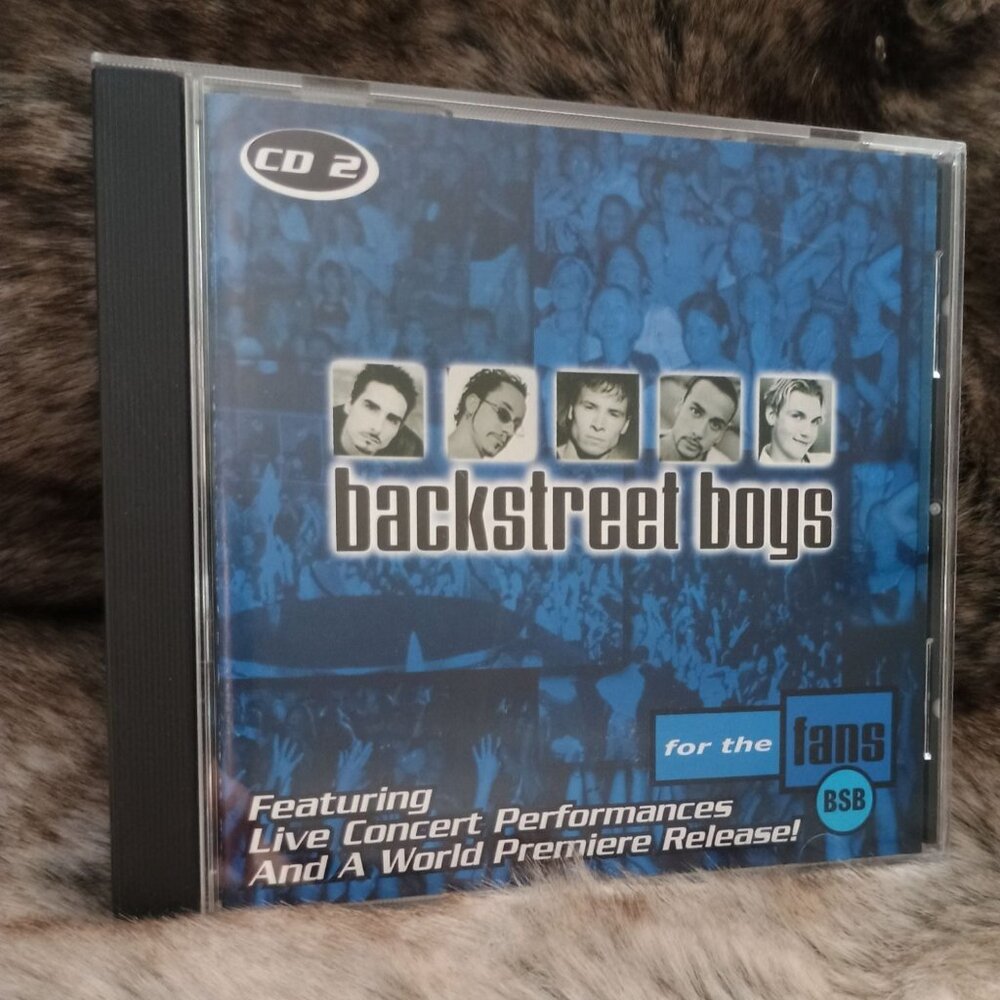 CD 2
backstreet boys
for the
fans
BSB
Featuring
Live Concert Performances
And A World Premiere Release!